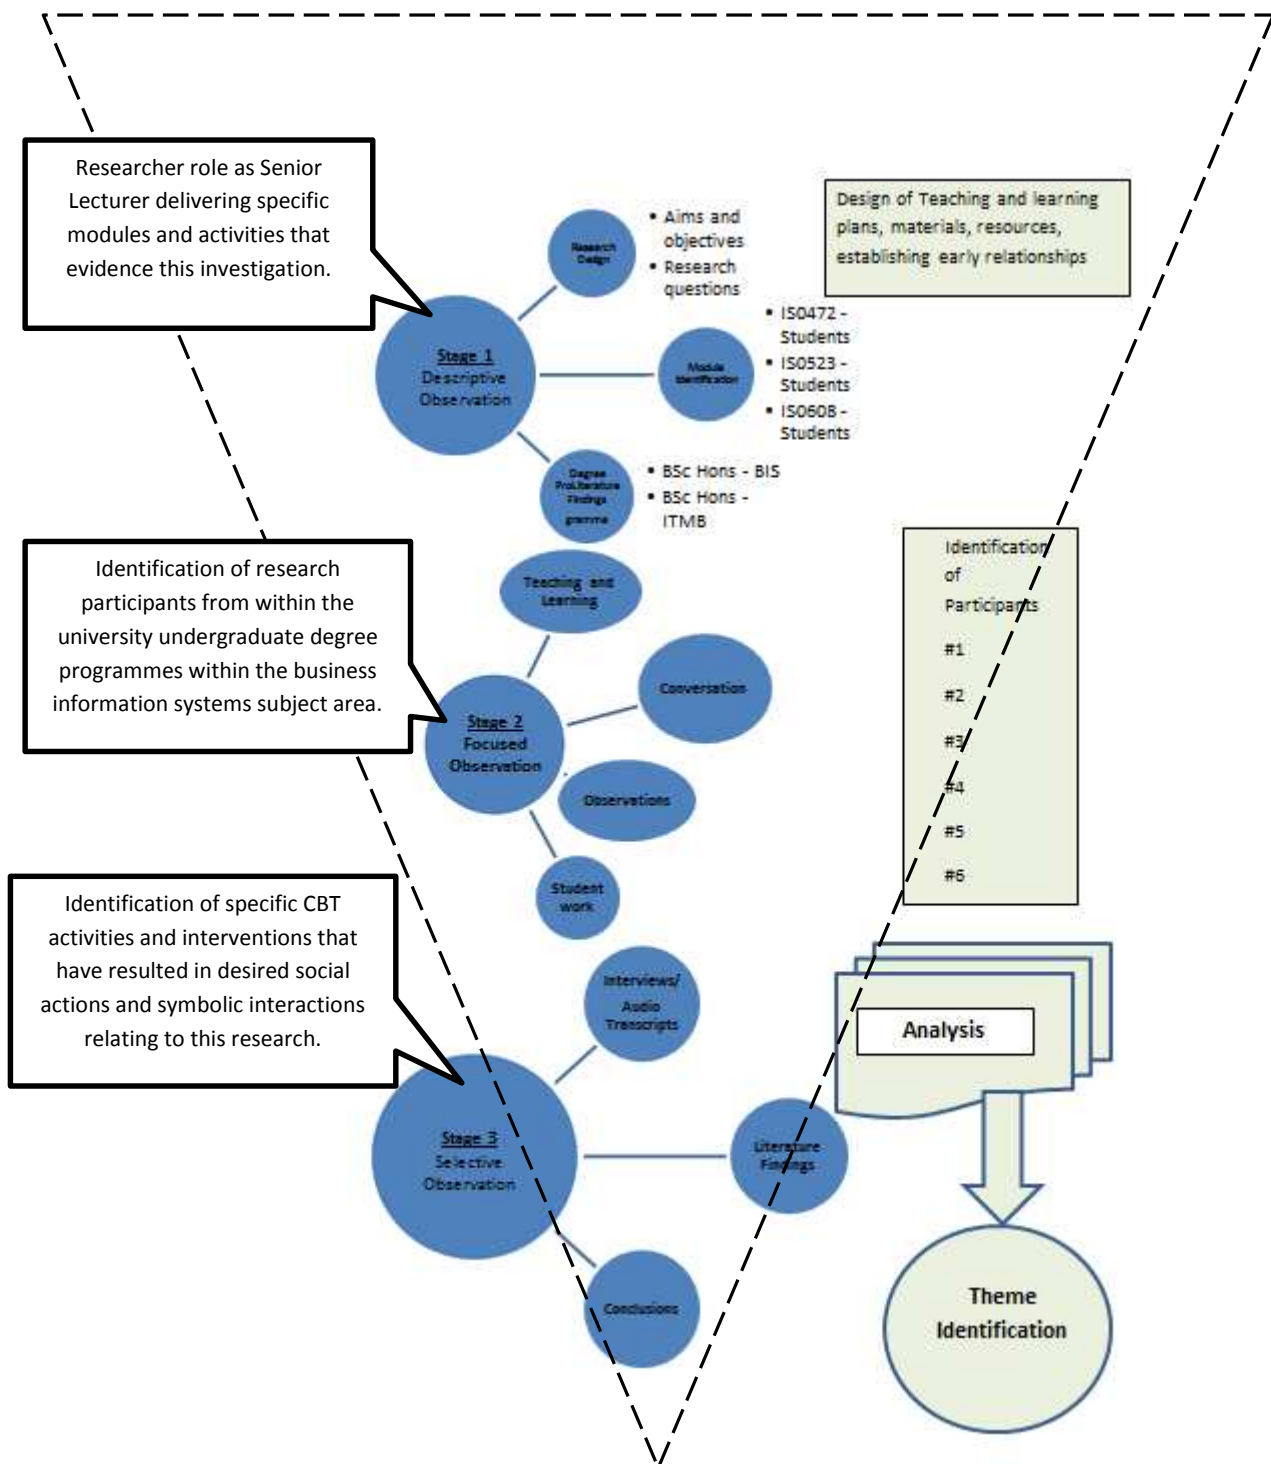 Researcher role as Senior
Lecturer delivering specific
modules and activities that
evidence this investigation.
Research
Design
▪ Aims and
objectives
▪ Research
questions
Design of Teaching and learning
plans, materials, resources,
establishing early relationships
Stage 1
Descriptive
Observation
Module
Identification
▪ IS0472 -
Students
▪ IS0523 -
Students
▪ IS0608 -
Students
Degree
ProLiterature
Findings
gramme
▪ BSc Hons - BIS
▪ BSc Hons -
ITMB
Identification of research
participants from within the
university undergraduate degree
programmes within the business
information systems subject area.
Teaching and
Learning
Conversation
Stage 2
Focused
Observation
Observations
Student
work
Identification
of
Participants
#1
#2
#3
#4
#5
#6
Identification of specific CBT
activities and interventions that
have resulted in desired social
actions and symbolic interactions
relating to this research.
Interviews/
Audio
Transcripts
Stage 3
Selective
Observation
Literature
Findings
Conclusions
Analysis
Theme
Identification